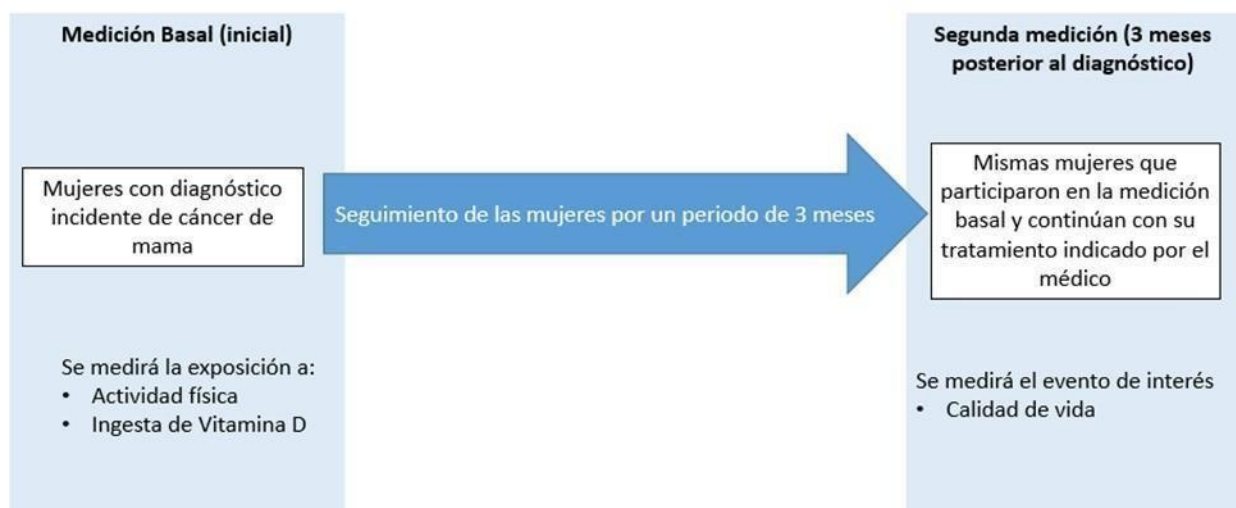 Medición Basal (inicial)
Mujeres con diagnóstico
incidente de cáncer de
mama
Se medirá la exposición a:
• Actividad física
• Ingesta de Vitamina D
Seguimiento de las mujeres por un periodo de 3 meses
Segunda medición (3 meses
posterior al diagnóstico)
Mismas mujeres que
participaron en la medición
basal y continúan con su
tratamiento indicado por el
médico
Se medirá el evento de interés
• Calidad de vida